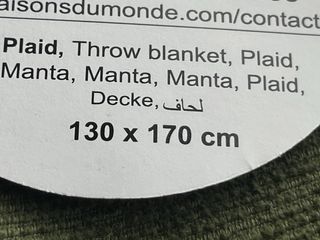 aisonsdumonde.com/contact
Plaid, Throw blanket, Plaid,
Manta, Manta, Manta, Plaid,
Decke, لحاف
130 x 170 cm